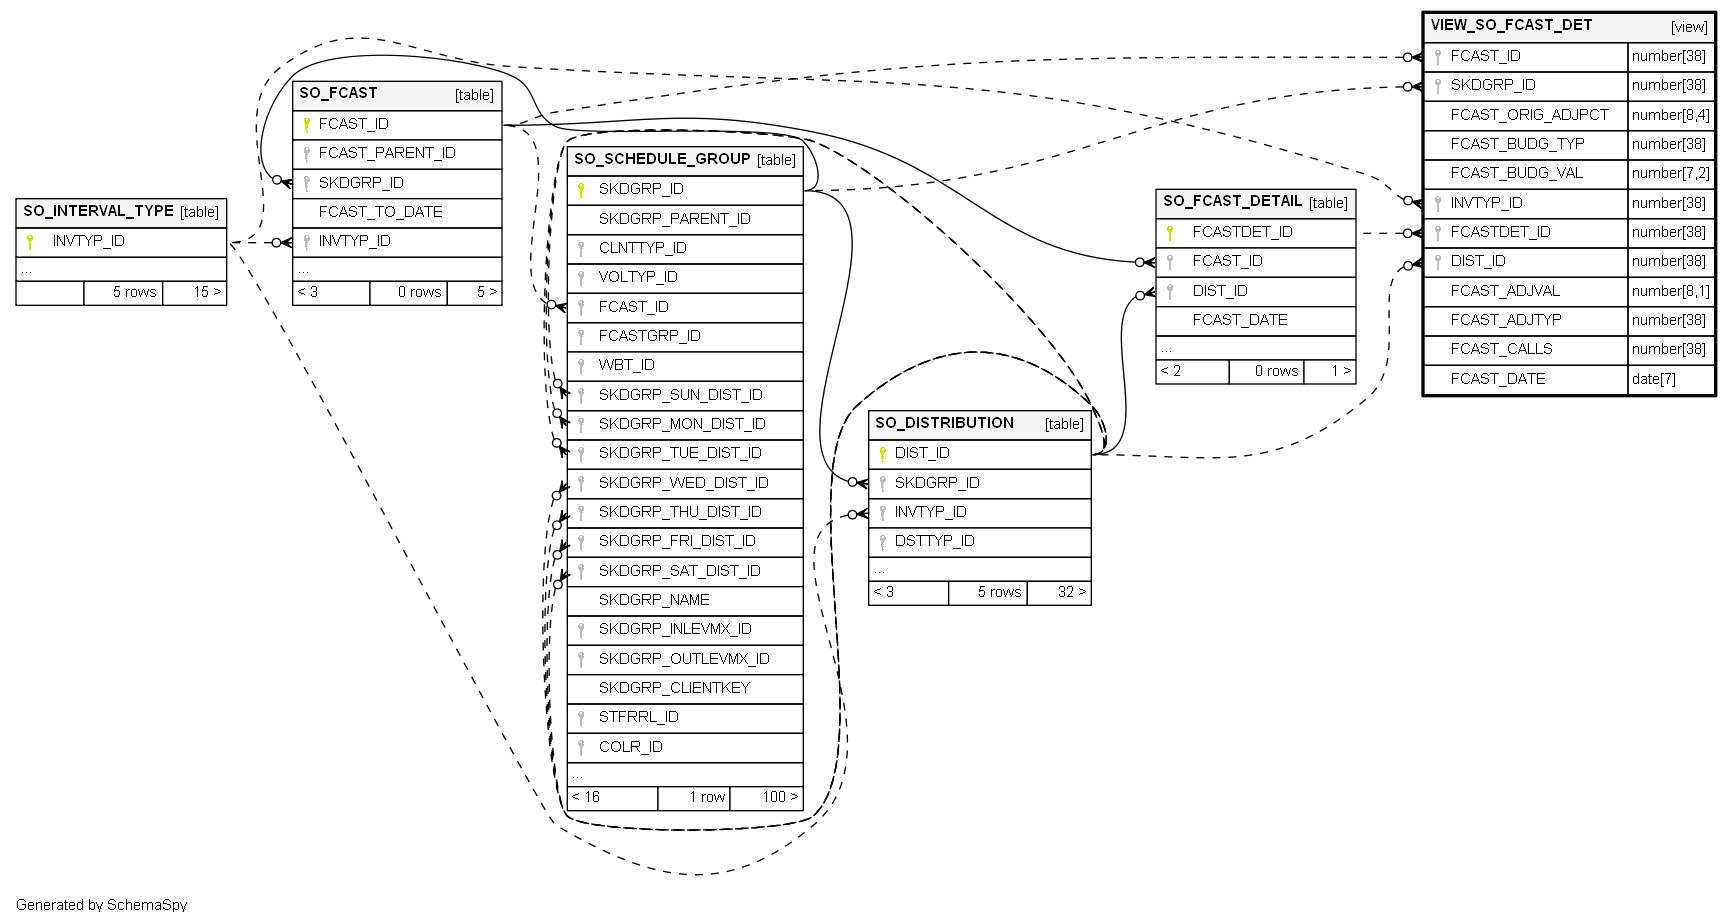 VIEW_SO_FCAST_DET [view]
FCAST_ID number[38]
SKDGRP_ID number[38]
FCAST_ORIG_ADJPCT number[8,4]
FCAST_BUDG_TYP number[38]
FCAST_BUDG_VAL number[7,2]
INVTYP_ID number[38]
FCASTDET_ID number[38]
DIST_ID number[38]
FCAST_ADJVAL number[8,1]
FCAST_ADJTYP number[38]
FCAST_CALLS number[38]
FCAST_DATE date[7]
SO_FCAST [table]
FCAST_ID
FCAST_PARENT_ID
SKDGRP_ID
FCAST_TO_DATE
INVTYP_ID
...
< 3 0 rows 5 >
SO_INTERVAL_TYPE [table]
INVTYP_ID
...
5 rows 15 >
SO_SCHEDULE_GROUP [table]
SKDGRP_ID
SKDGRP_PARENT_ID
CLNTTYP_ID
VOLTYP_ID
FCAST_ID
FCASTGRP_ID
WBT_ID
SKDGRP_SUN_DIST_ID
SKDGRP_MON_DIST_ID
SKDGRP_TUE_DIST_ID
SKDGRP_WED_DIST_ID
SKDGRP_THU_DIST_ID
SKDGRP_FRI_DIST_ID
SKDGRP_SAT_DIST_ID
SKDGRP_NAME
SKDGRP_INLEVMX_ID
SKDGRP_OUTLEVMX_ID
SKDGRP_CLIENTKEY
STFRRL_ID
COLR_ID
...
< 16 1 row 100 >
SO_FCAST_DETAIL [table]
FCASTDET_ID
FCAST_ID
DIST_ID
FCAST_DATE
...
< 2 0 rows 1 >
SO_DISTRIBUTION [table]
DIST_ID
SKDGRP_ID
INVTYP_ID
DSTTYP_ID
...
< 3 5 rows 32 >
Generated by SchemaSpy